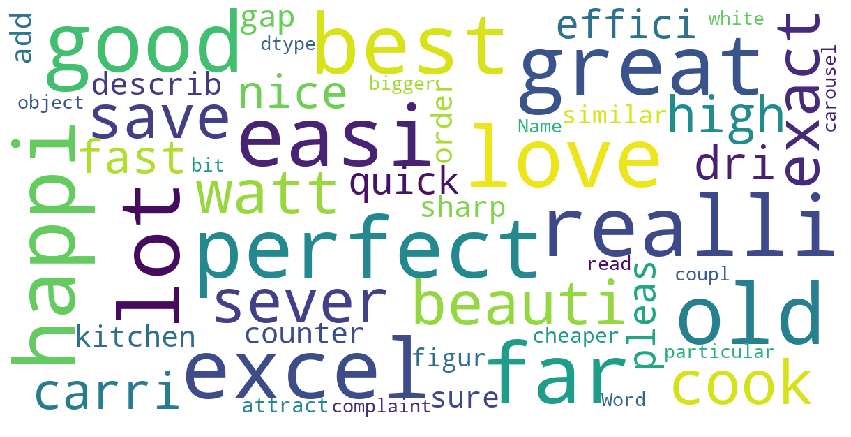 add
good
gap
dtype
best
effici
white
great
exact
carousel
object
describ
nice
bigger
order
similar
high
Name
save
easi
love
dri
fast
bit
watt
quick
sharp
happi
lot
perfect
realli
read
sever
beauti
pleas
coupl
old
kitchen
counter
figur
cheaper
particular
carri
excel
far
cook
attract
complaint
sure
Word